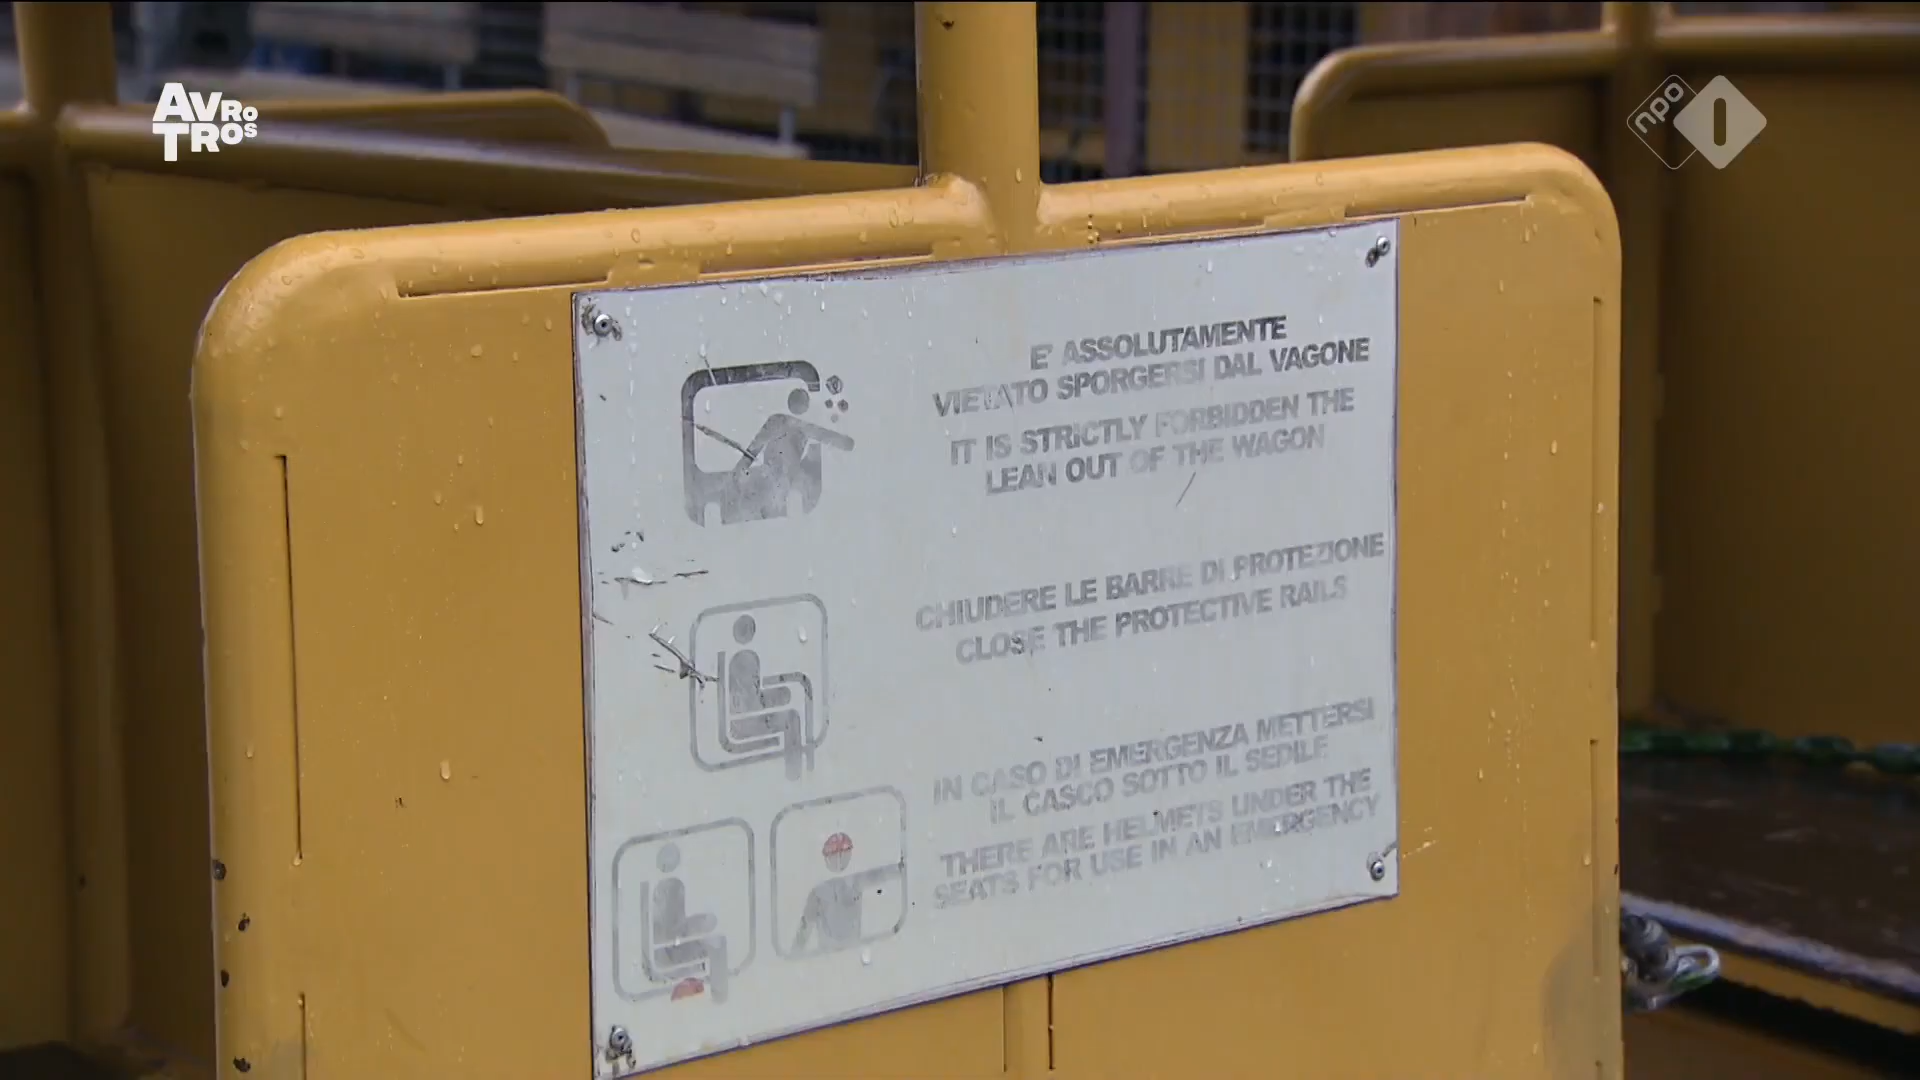 AVRO
TROS
npo
1
E' ASSOLUTAMENTE
VIETATO SPORGERSI DAL VAGONE
IT IS STRICTLY FORBIDDEN THE
LEAN OUT OF THE WAGON
CHIUDERE LE BARRE DI PROTEZIONE
CLOSE THE PROTECTIVE RAILS
IN CASO DI EMERGENZA METTERSI
IL CASCO SOTTO IL SEDILE
THERE ARE HELMETS UNDER THE
SEATS FOR USE IN AN EMERGENCY